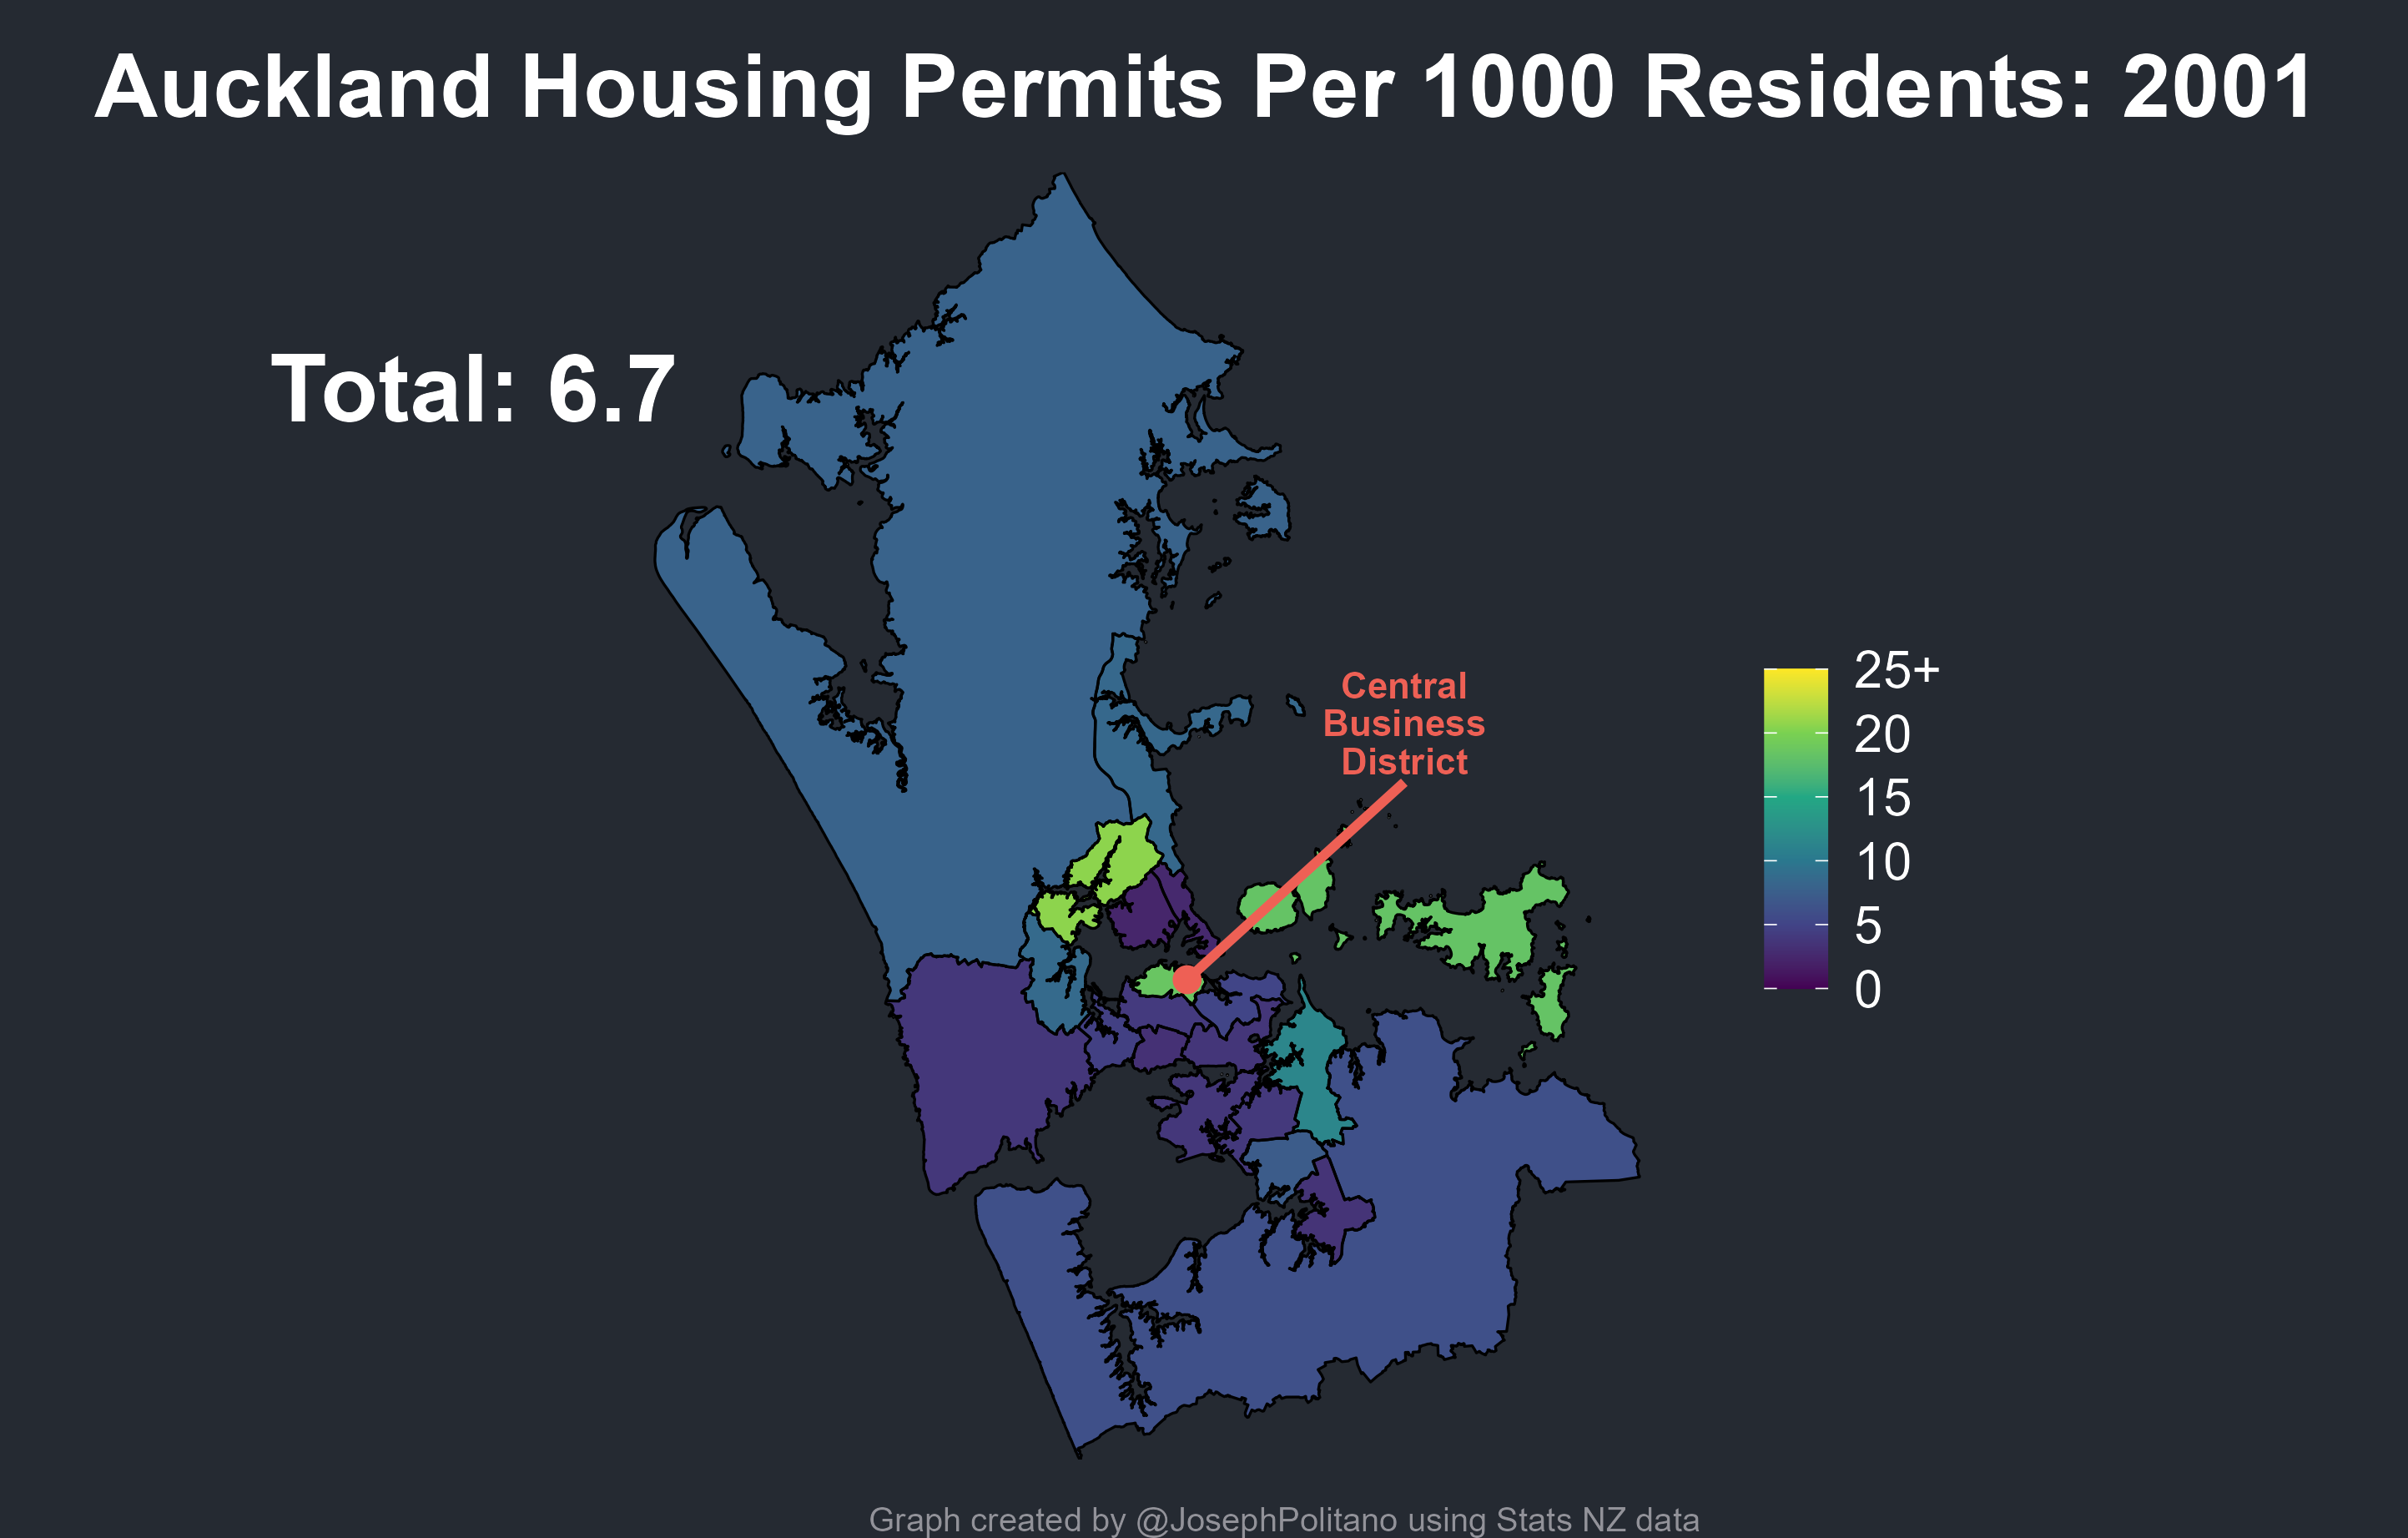 Auckland Housing Permits Per 1000 Residents: 2001
Total: 6.7
Central
Business
District
25+
20
15
10
5
0
Graph created by @JosephPolitano using Stats NZ data